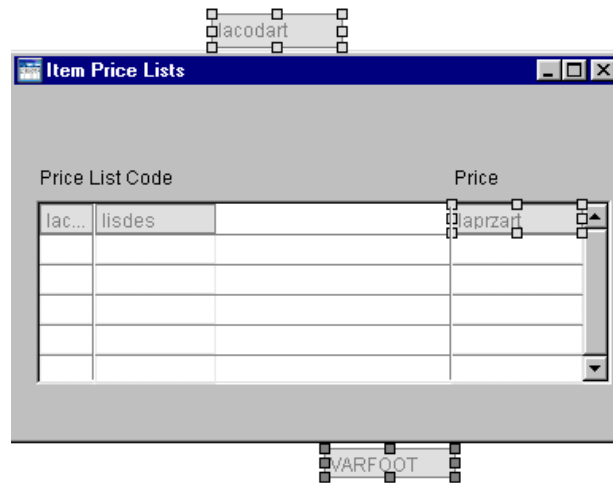 lacodart
Item Price Lists
Price List Code Price
lac... lisdes laprzart
VARFOOT